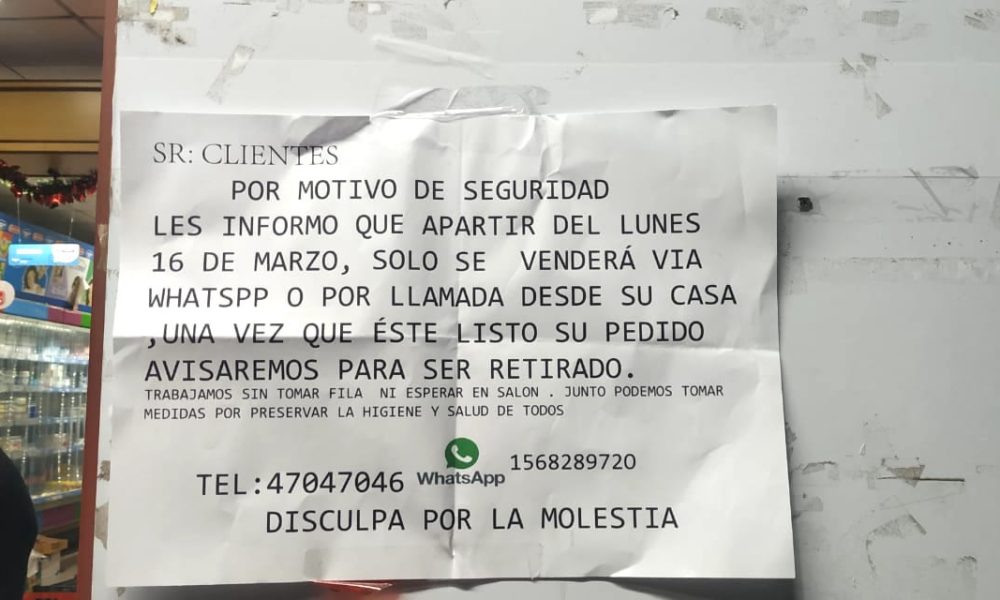 SR: CLIENTES
POR MOTIVO DE SEGURIDAD
LES INFORMO QUE APARTIR DEL LUNES
16 DE MARZO, SOLO SE VENDERÁ VIA
WHATSPP O POR LLAMADA DESDE SU CASA
,UNA VEZ QUE ÉSTE LISTO SU PEDIDO
AVISAREMOS PARA SER RETIRADO.
TRABAJAMOS SIN TOMAR FILA NI ESPERAR EN SALON . JUNTO PODEMOS TOMAR
MEDIDAS POR PRESERVAR LA HIGIENE Y SALUD DE TODOS
TEL:47047046 WhatsApp 1568289720
DISCULPA POR LA MOLESTIA